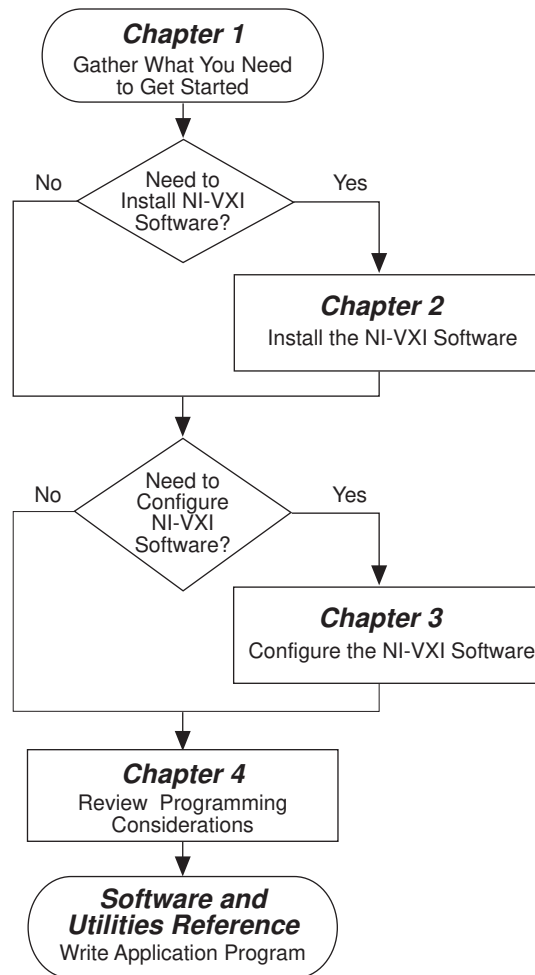 Chapter 1
Gather What You Need
to Get Started
No
Need to
Install NI-VXI
Software?
Yes
Chapter 2
Install the NI-VXI Software
No
Need to
Configure
NI-VXI
Software?
Yes
Chapter 3
Configure the NI-VXI Software
Chapter 4
Review Programming
Considerations
Software and
Utilities Reference
Write Application Program